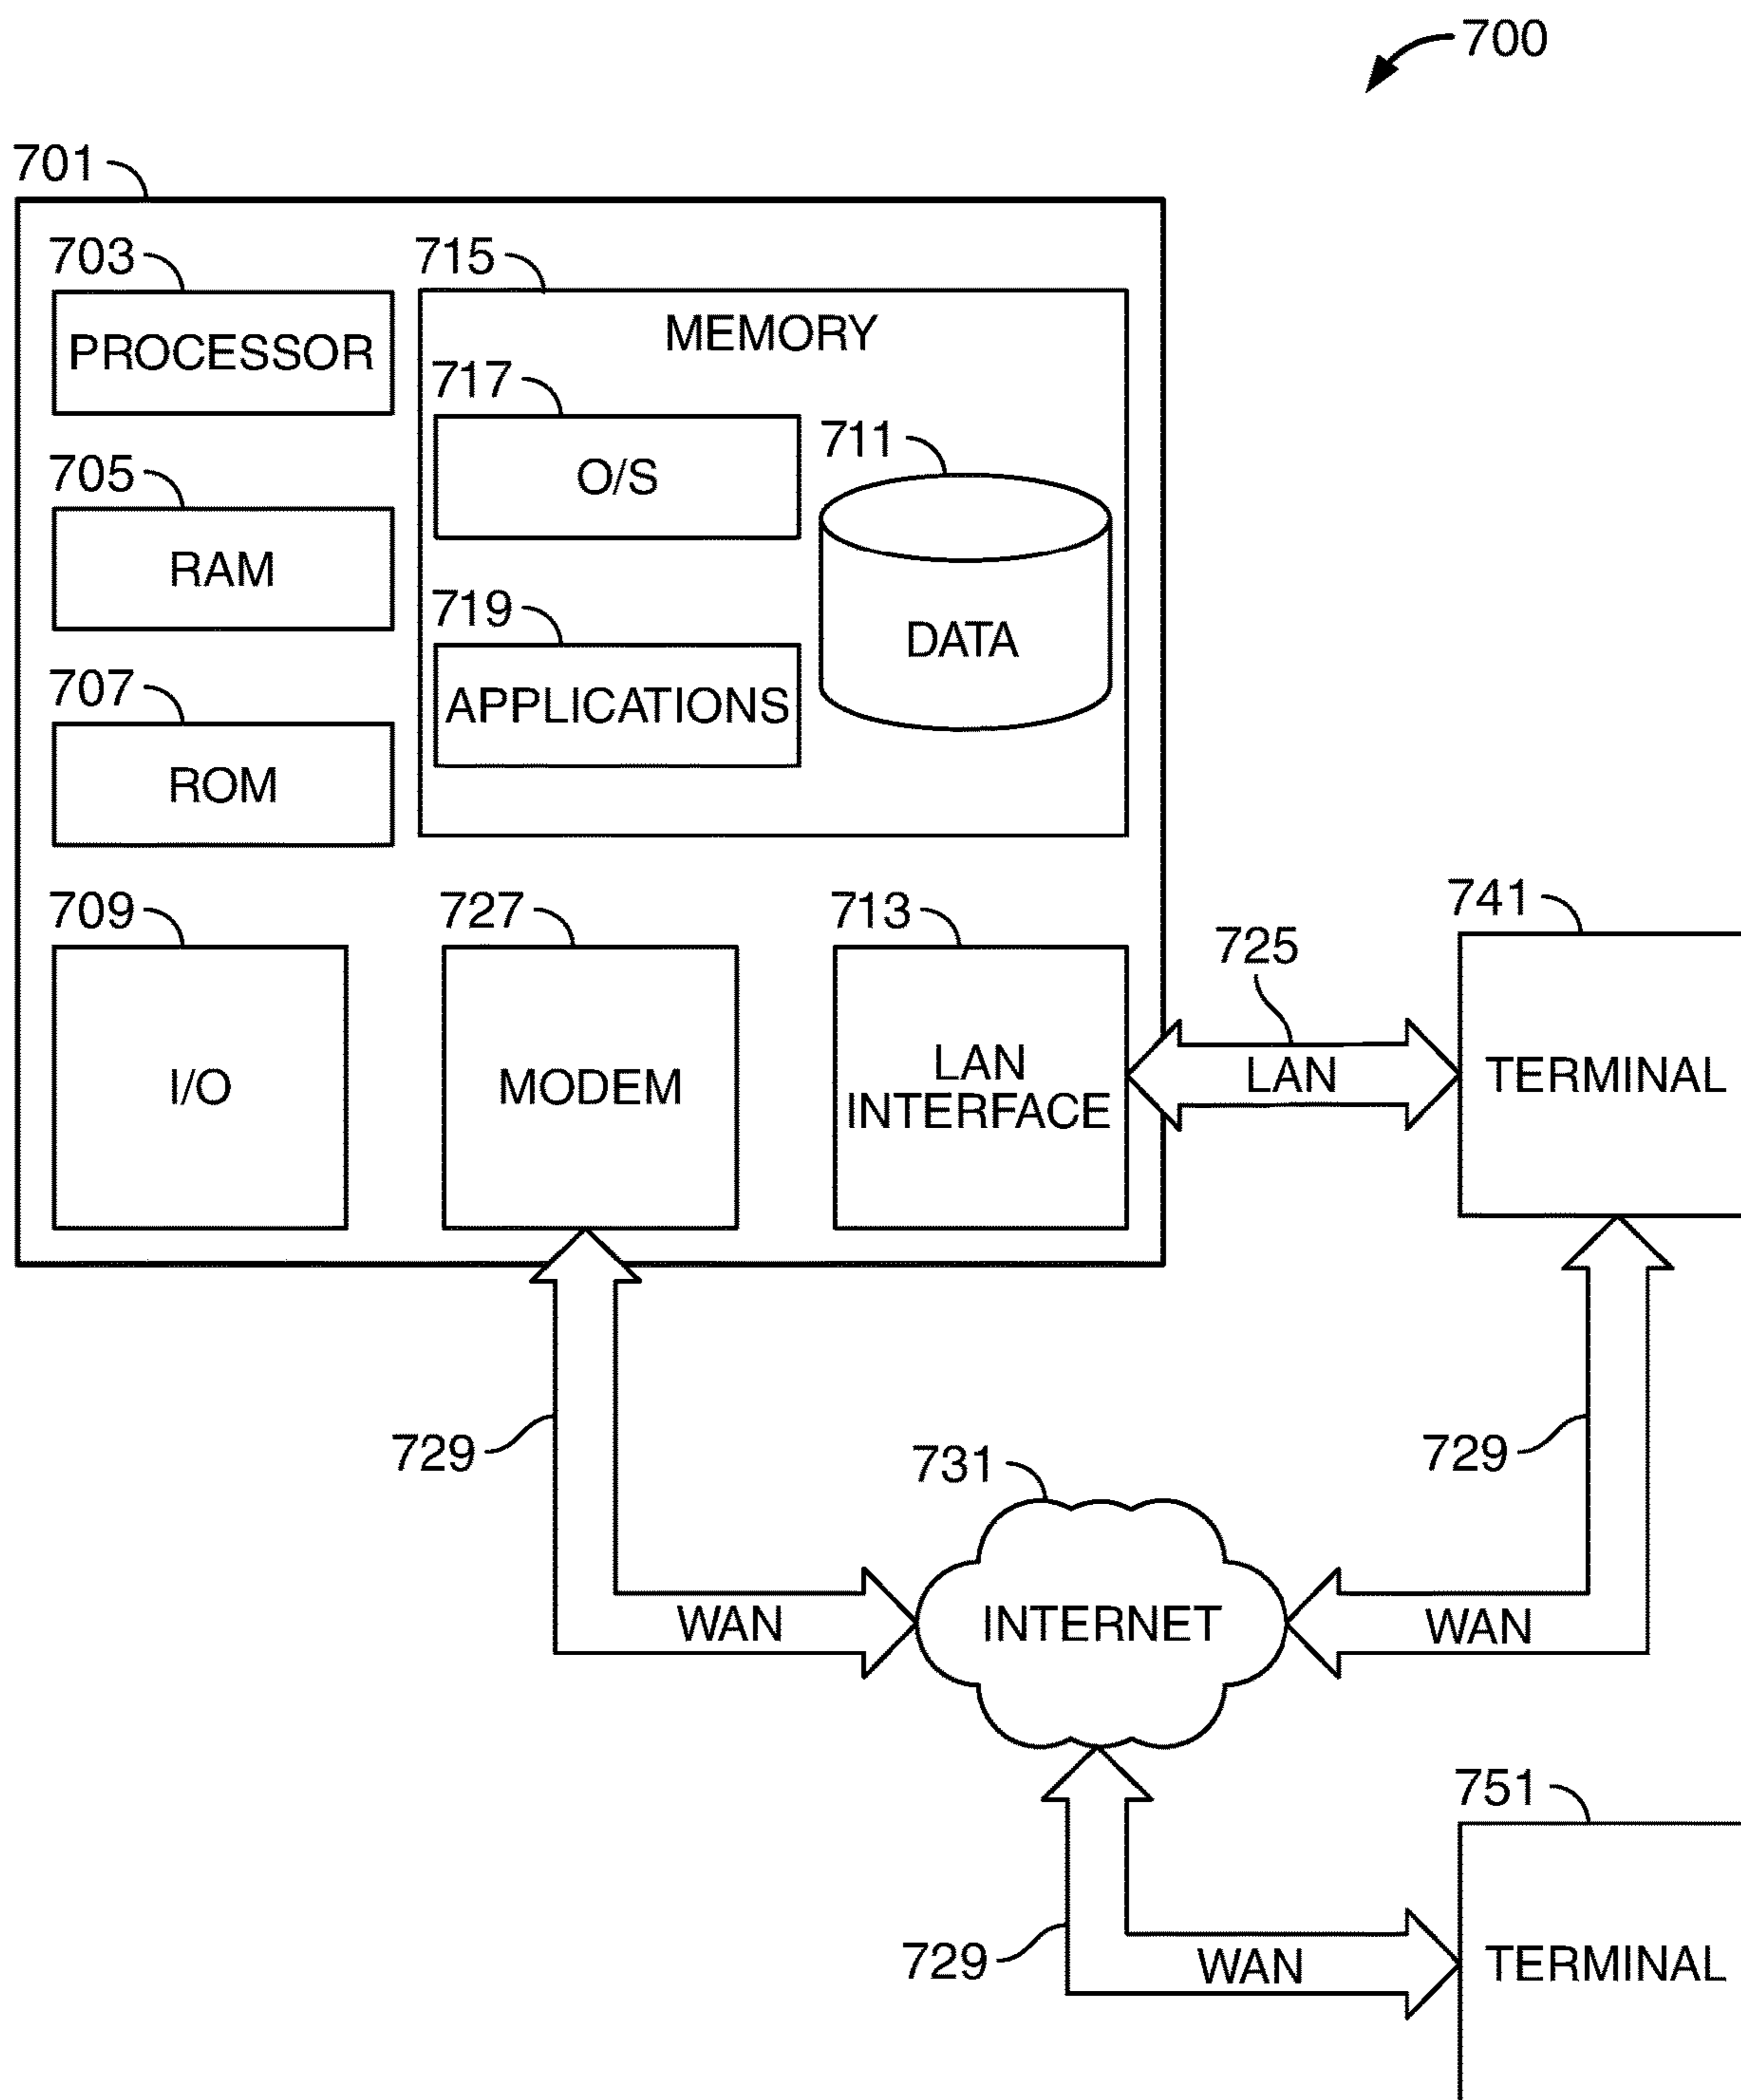 700
701
703
PROCESSOR
705
RAM
707
ROM
715
MEMORY
717
O/S
711
DATA
719
APPLICATIONS
709
I/O
727
MODEM
713
LAN
INTERFACE
725
LAN
741
TERMINAL
729
WAN
731
INTERNET
729
WAN
729
WAN
751
TERMINAL